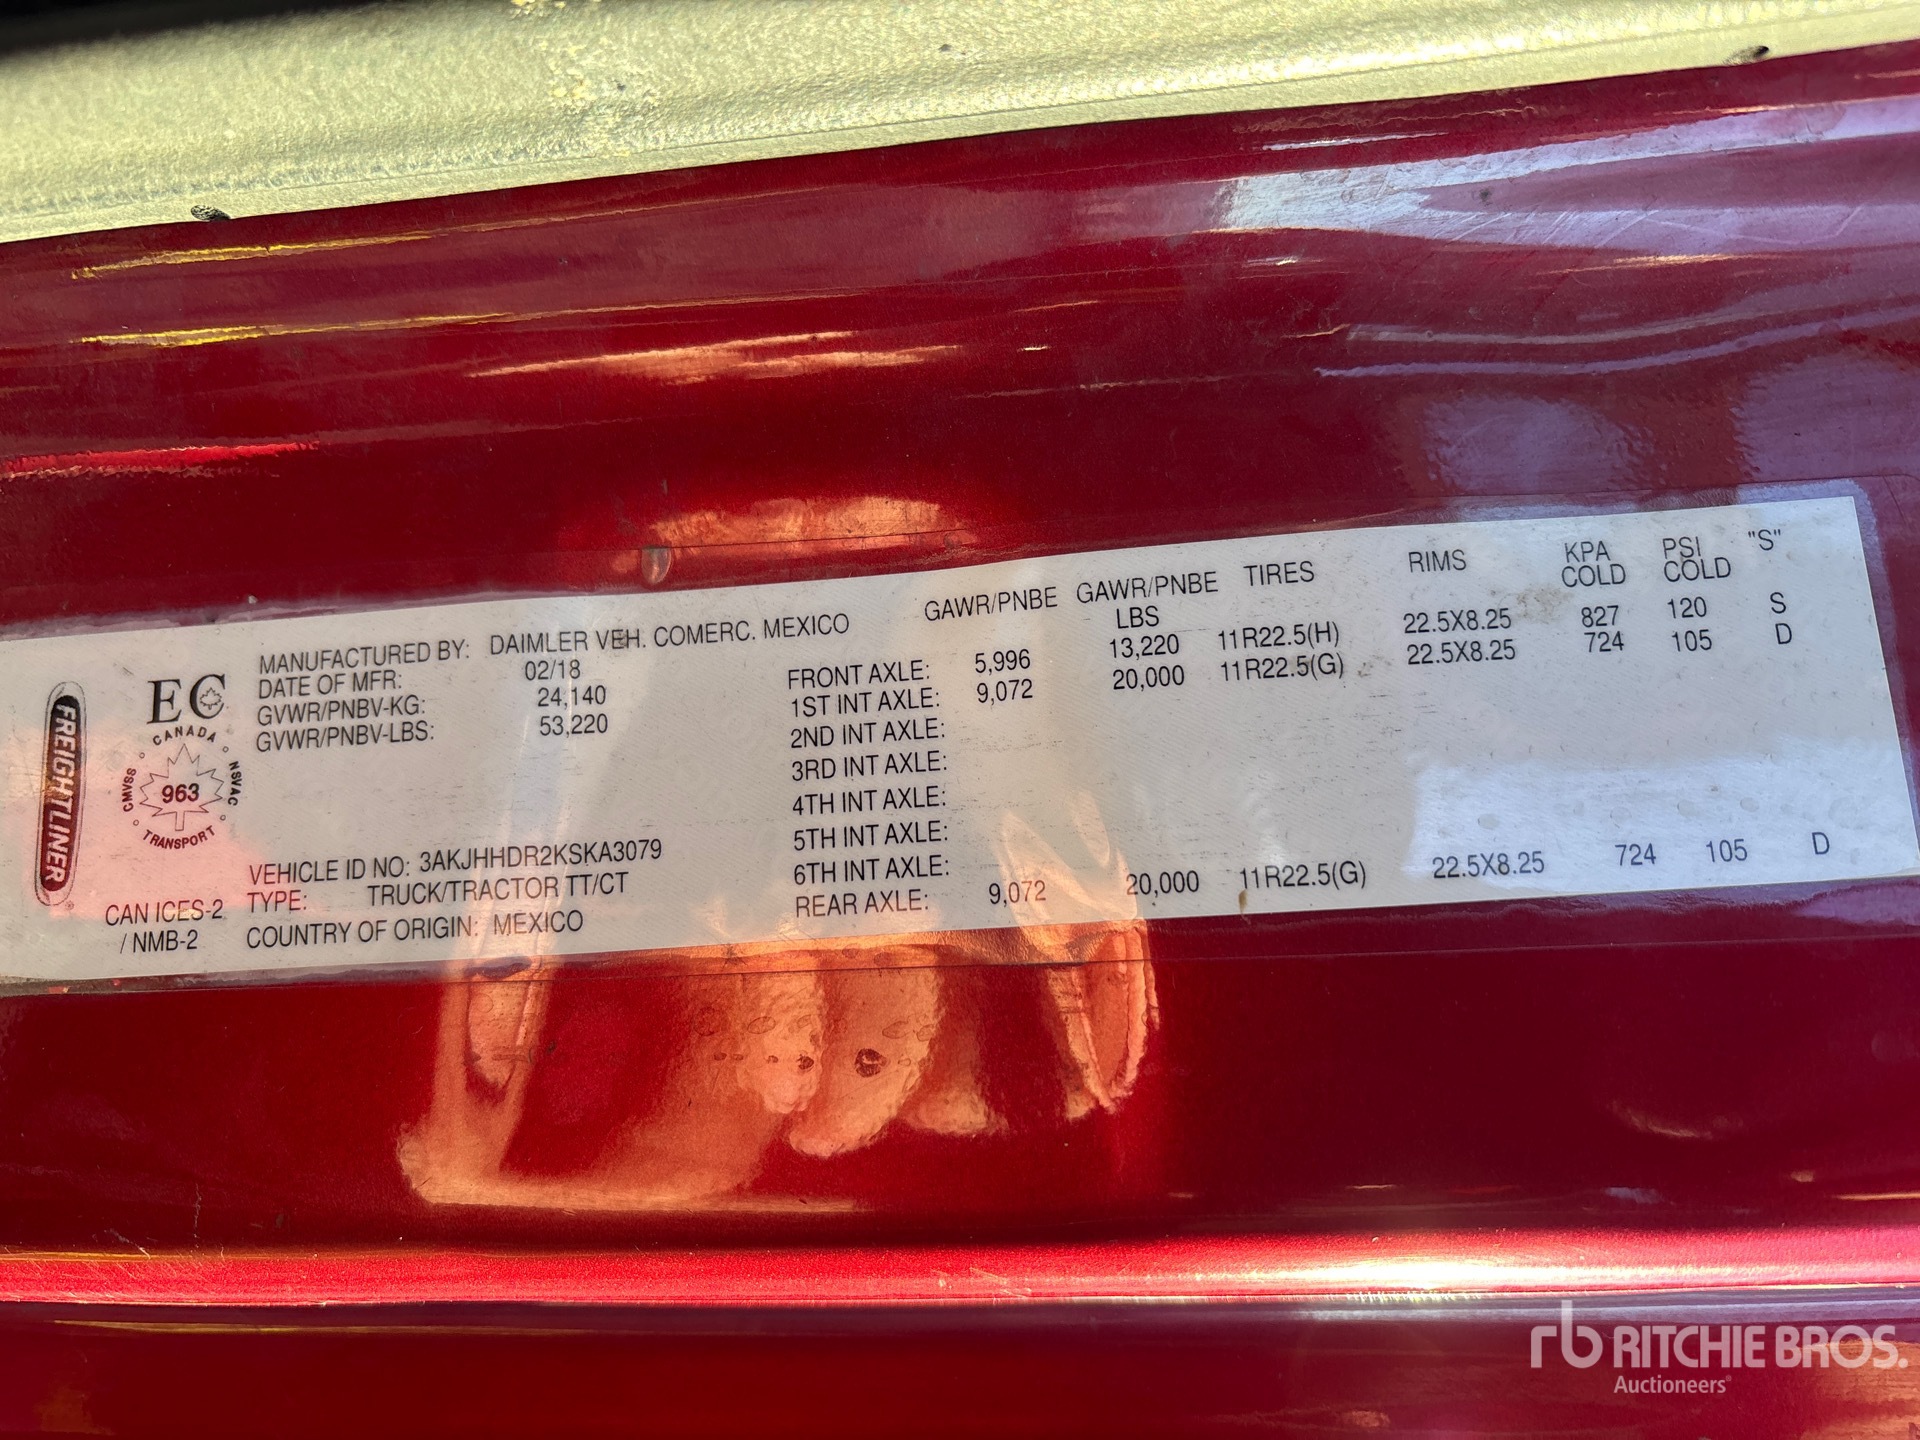 FREIGHTLINER
EC
CANADA
CMVSS
963
NSVAC
TRANSPORT
CAN ICES-2
/ NMB-2
MANUFACTURED BY: DAIMLER VEH. COMERC. MEXICO
DATE OF MFR: 02/18
GVWR/PNBV-KG: 24,140
GVWR/PNBV-LBS: 53,220
VEHICLE ID NO: 3AKJHHDR2KSKA3079
TYPE: TRUCK/TRACTOR TT/CT
COUNTRY OF ORIGIN: MEXICO
GAWR/PNBE GAWR/PNBE TIRES RIMS KPA PSI "S"
LBS COLD COLD
FRONT AXLE: 5,996 13,220 11R22.5(H) 22.5X8.25 827 120 S
1ST INT AXLE: 9,072 20,000 11R22.5(G) 22.5X8.25 724 105 D
2ND INT AXLE:
3RD INT AXLE:
4TH INT AXLE:
5TH INT AXLE:
6TH INT AXLE:
REAR AXLE: 9,072 20,000 11R22.5(G) 22.5X8.25 724 105 D
rb RITCHIE BROS.
Auctioneers